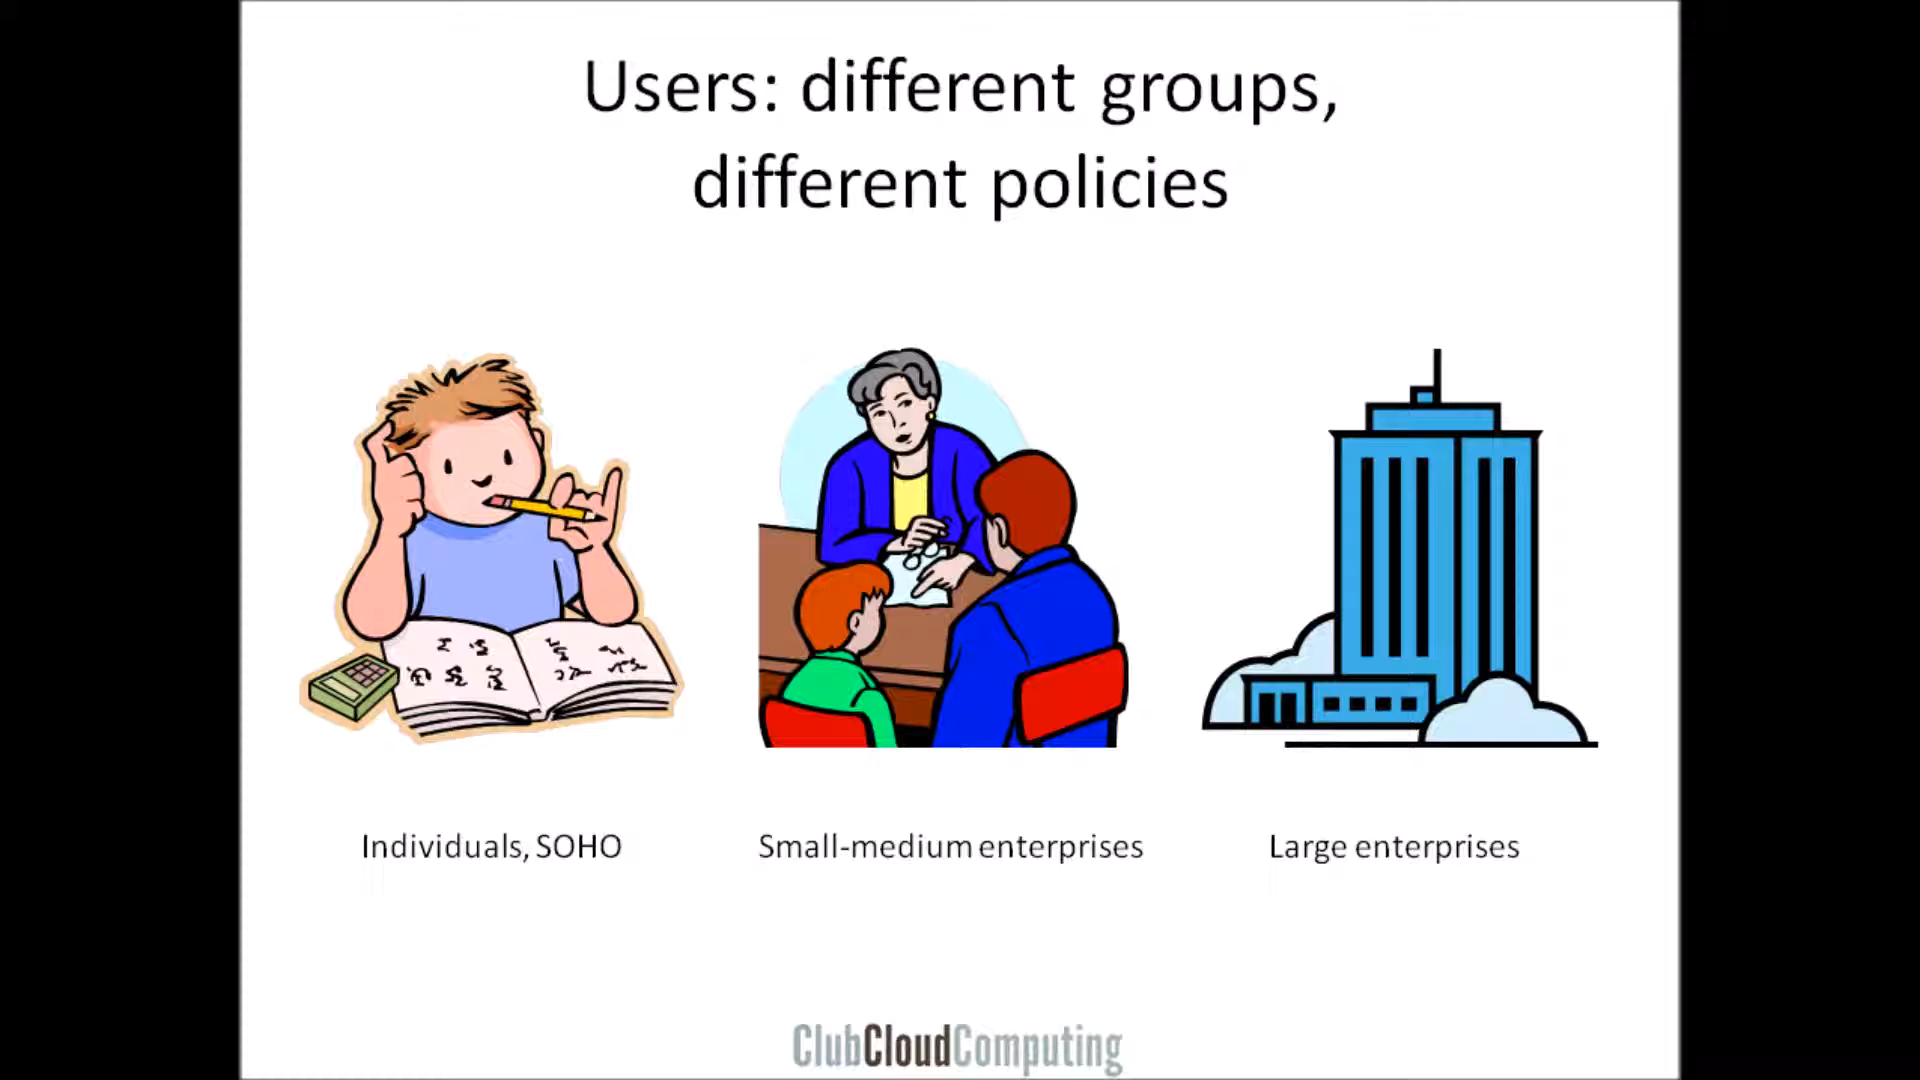 Users: different groups,
different policies
Individuals, SOHO
Small-medium enterprises
Large enterprises
ClubCloudComputing